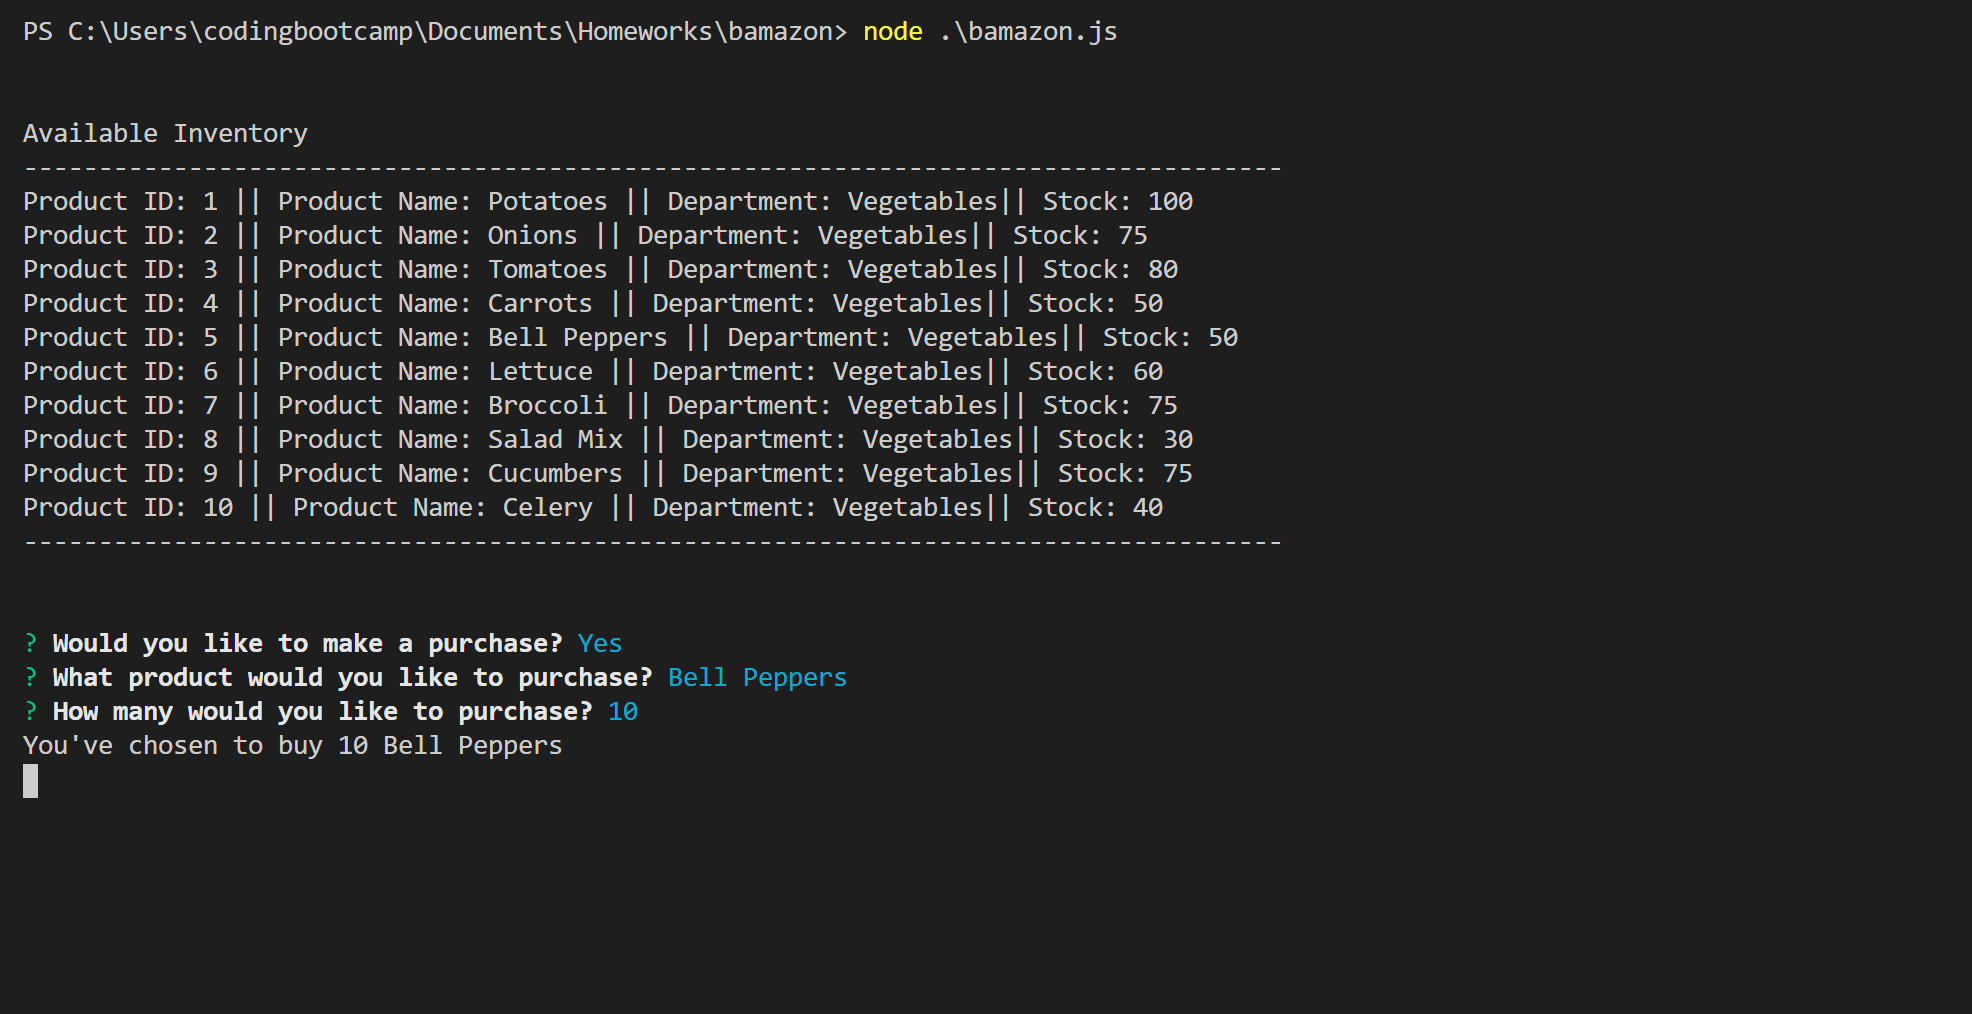 PS C:\Users\codingbootcamp\Documents\Homeworks\bamazon> node .\bamazon.js
Available Inventory
------------------------------------------------------------------------------------
Product ID: 1 || Product Name: Potatoes || Department: Vegetables|| Stock: 100
Product ID: 2 || Product Name: Onions || Department: Vegetables|| Stock: 75
Product ID: 3 || Product Name: Tomatoes || Department: Vegetables|| Stock: 80
Product ID: 4 || Product Name: Carrots || Department: Vegetables|| Stock: 50
Product ID: 5 || Product Name: Bell Peppers || Department: Vegetables|| Stock: 50
Product ID: 6 || Product Name: Lettuce || Department: Vegetables|| Stock: 60
Product ID: 7 || Product Name: Broccoli || Department: Vegetables|| Stock: 75
Product ID: 8 || Product Name: Salad Mix || Department: Vegetables|| Stock: 30
Product ID: 9 || Product Name: Cucumbers || Department: Vegetables|| Stock: 75
Product ID: 10 || Product Name: Celery || Department: Vegetables|| Stock: 40
------------------------------------------------------------------------------------
? Would you like to make a purchase? Yes
? What product would you like to purchase? Bell Peppers
? How many would you like to purchase? 10
You've chosen to buy 10 Bell Peppers